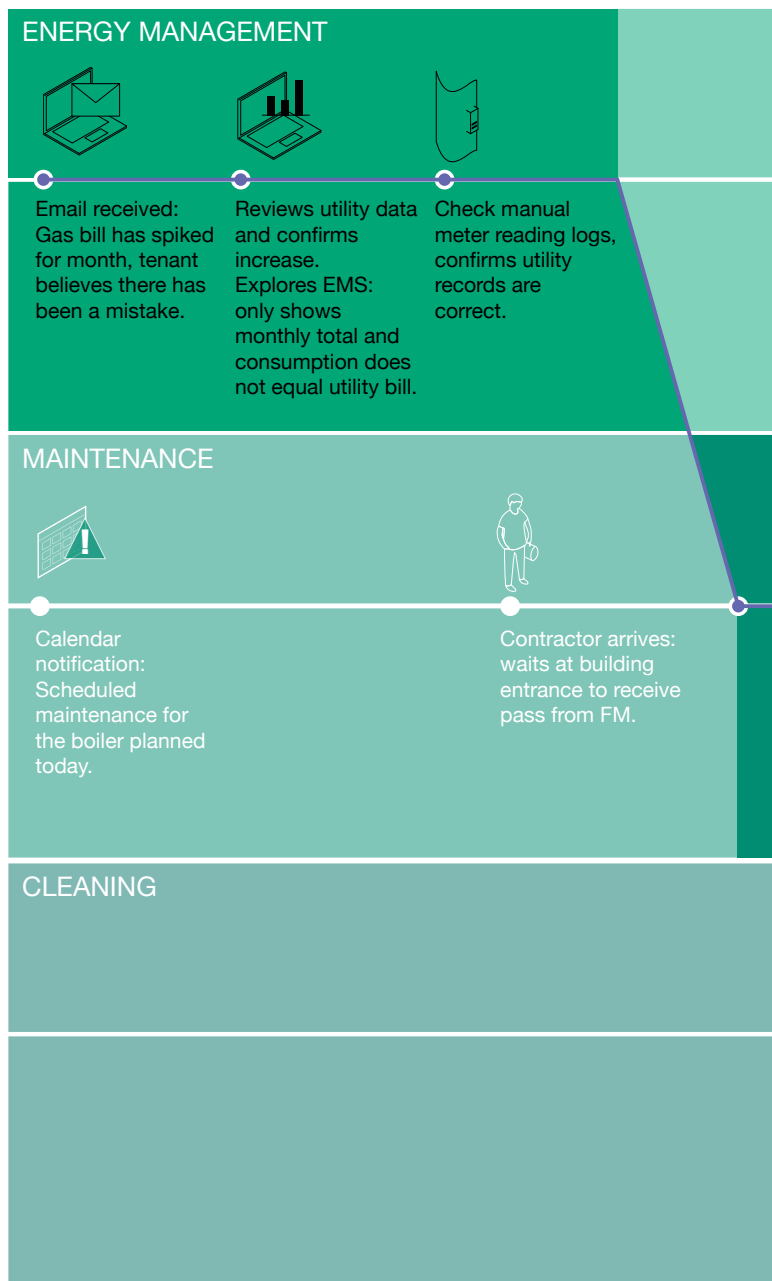 ENERGY MANAGEMENT
Email received:
Gas bill has spiked
for month, tenant
believes there has
been a mistake.
Reviews utility data
and confirms
increase.
Explores EMS:
only shows
monthly total and
consumption does
not equal utility bill.
Check manual
meter reading logs,
confirms utility
records are
correct.
MAINTENANCE
!
Calendar
notification:
Scheduled
maintenance for
the boiler planned
today.
Contractor arrives:
waits at building
entrance to receive
pass from FM.
CLEANING